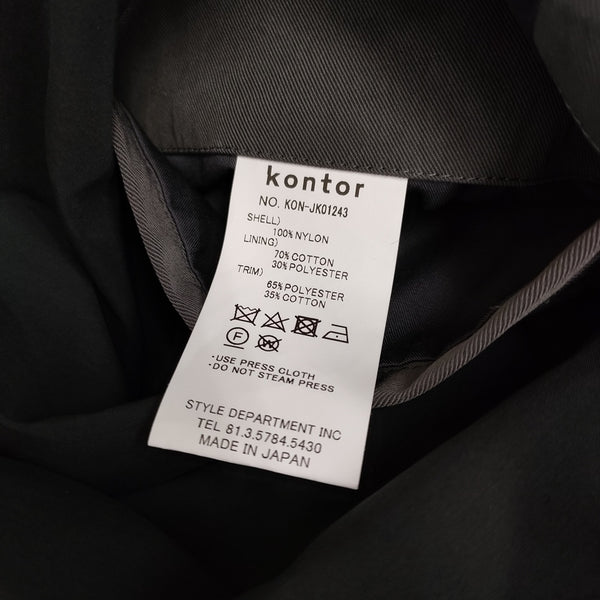 kontor
NO. KON-JK01243
SHELL)
100% NYLON
LINING)
70% COTTON
30% POLYESTER
TRIM)
65% POLYESTER
35% COTTON
F
W
·USE PRESS CLOTH
·DO NOT STEAM PRESS
STYLE DEPARTMENT INC
TEL 81.3.5784.5430
MADE IN JAPAN